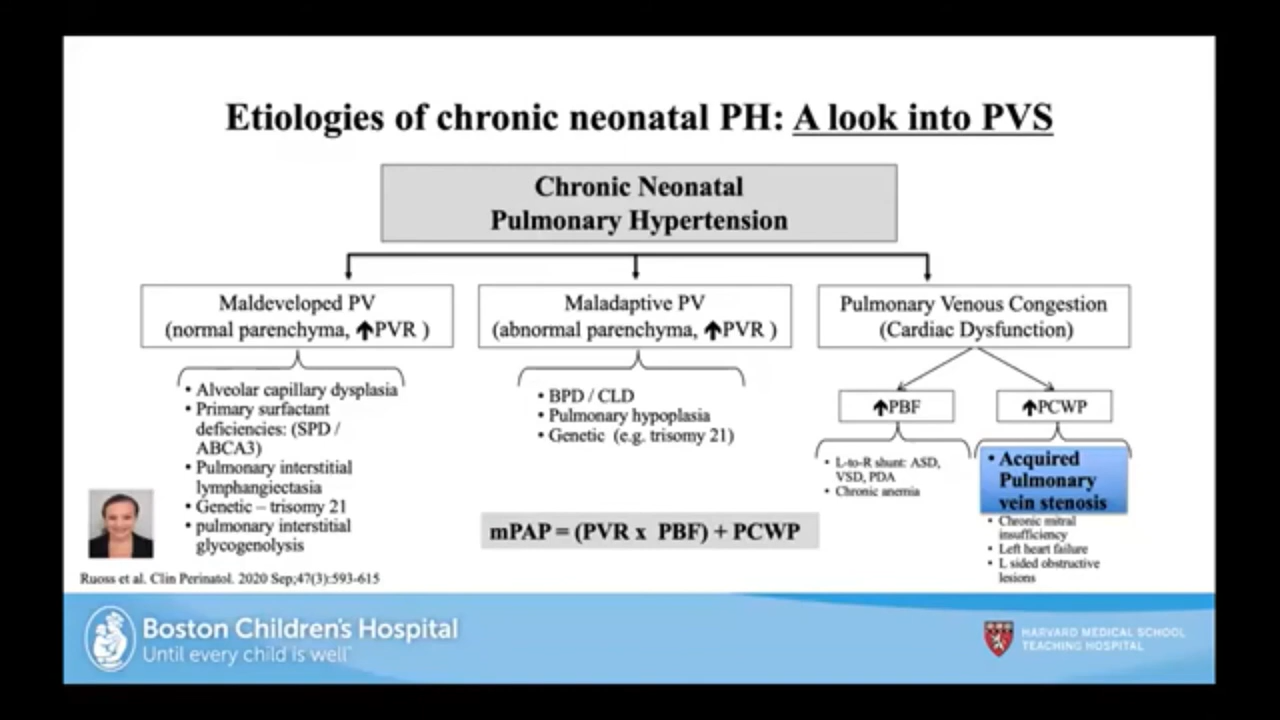 Etiologies of chronic neonatal PH: A look into PVS
Chronic Neonatal
Pulmonary Hypertension
Maldeveloped PV
(normal parenchyma, ↑PVR )
• Alveolar capillary dysplasia
• Primary surfactant
deficiencies: (SPD /
ABCA3)
• Pulmonary interstitial
lymphangiectasia
• Genetic – trisomy 21
• pulmonary interstitial
glycogenolysis
Maladaptive PV
(abnormal parenchyma, ↑PVR )
• BPD / CLD
• Pulmonary hypoplasia
• Genetic (e.g. trisomy 21)
Pulmonary Venous Congestion
(Cardiac Dysfunction)
↑PBF
• L-to-R shunt: ASD,
VSD, PDA
• Chronic anemia
↑PCWP
• Acquired
Pulmonary
vein stenosis
• Chronic mitral
insufficiency
• Left heart failure
• L sided obstructive
lesions
mPAP = (PVR x PBF) + PCWP
Ruoss et al. Clin Perinatol. 2020 Sep;47(3):593-615
Boston Children's Hospital
Until every child is well™
HARVARD MEDICAL SCHOOL
TEACHING HOSPITAL